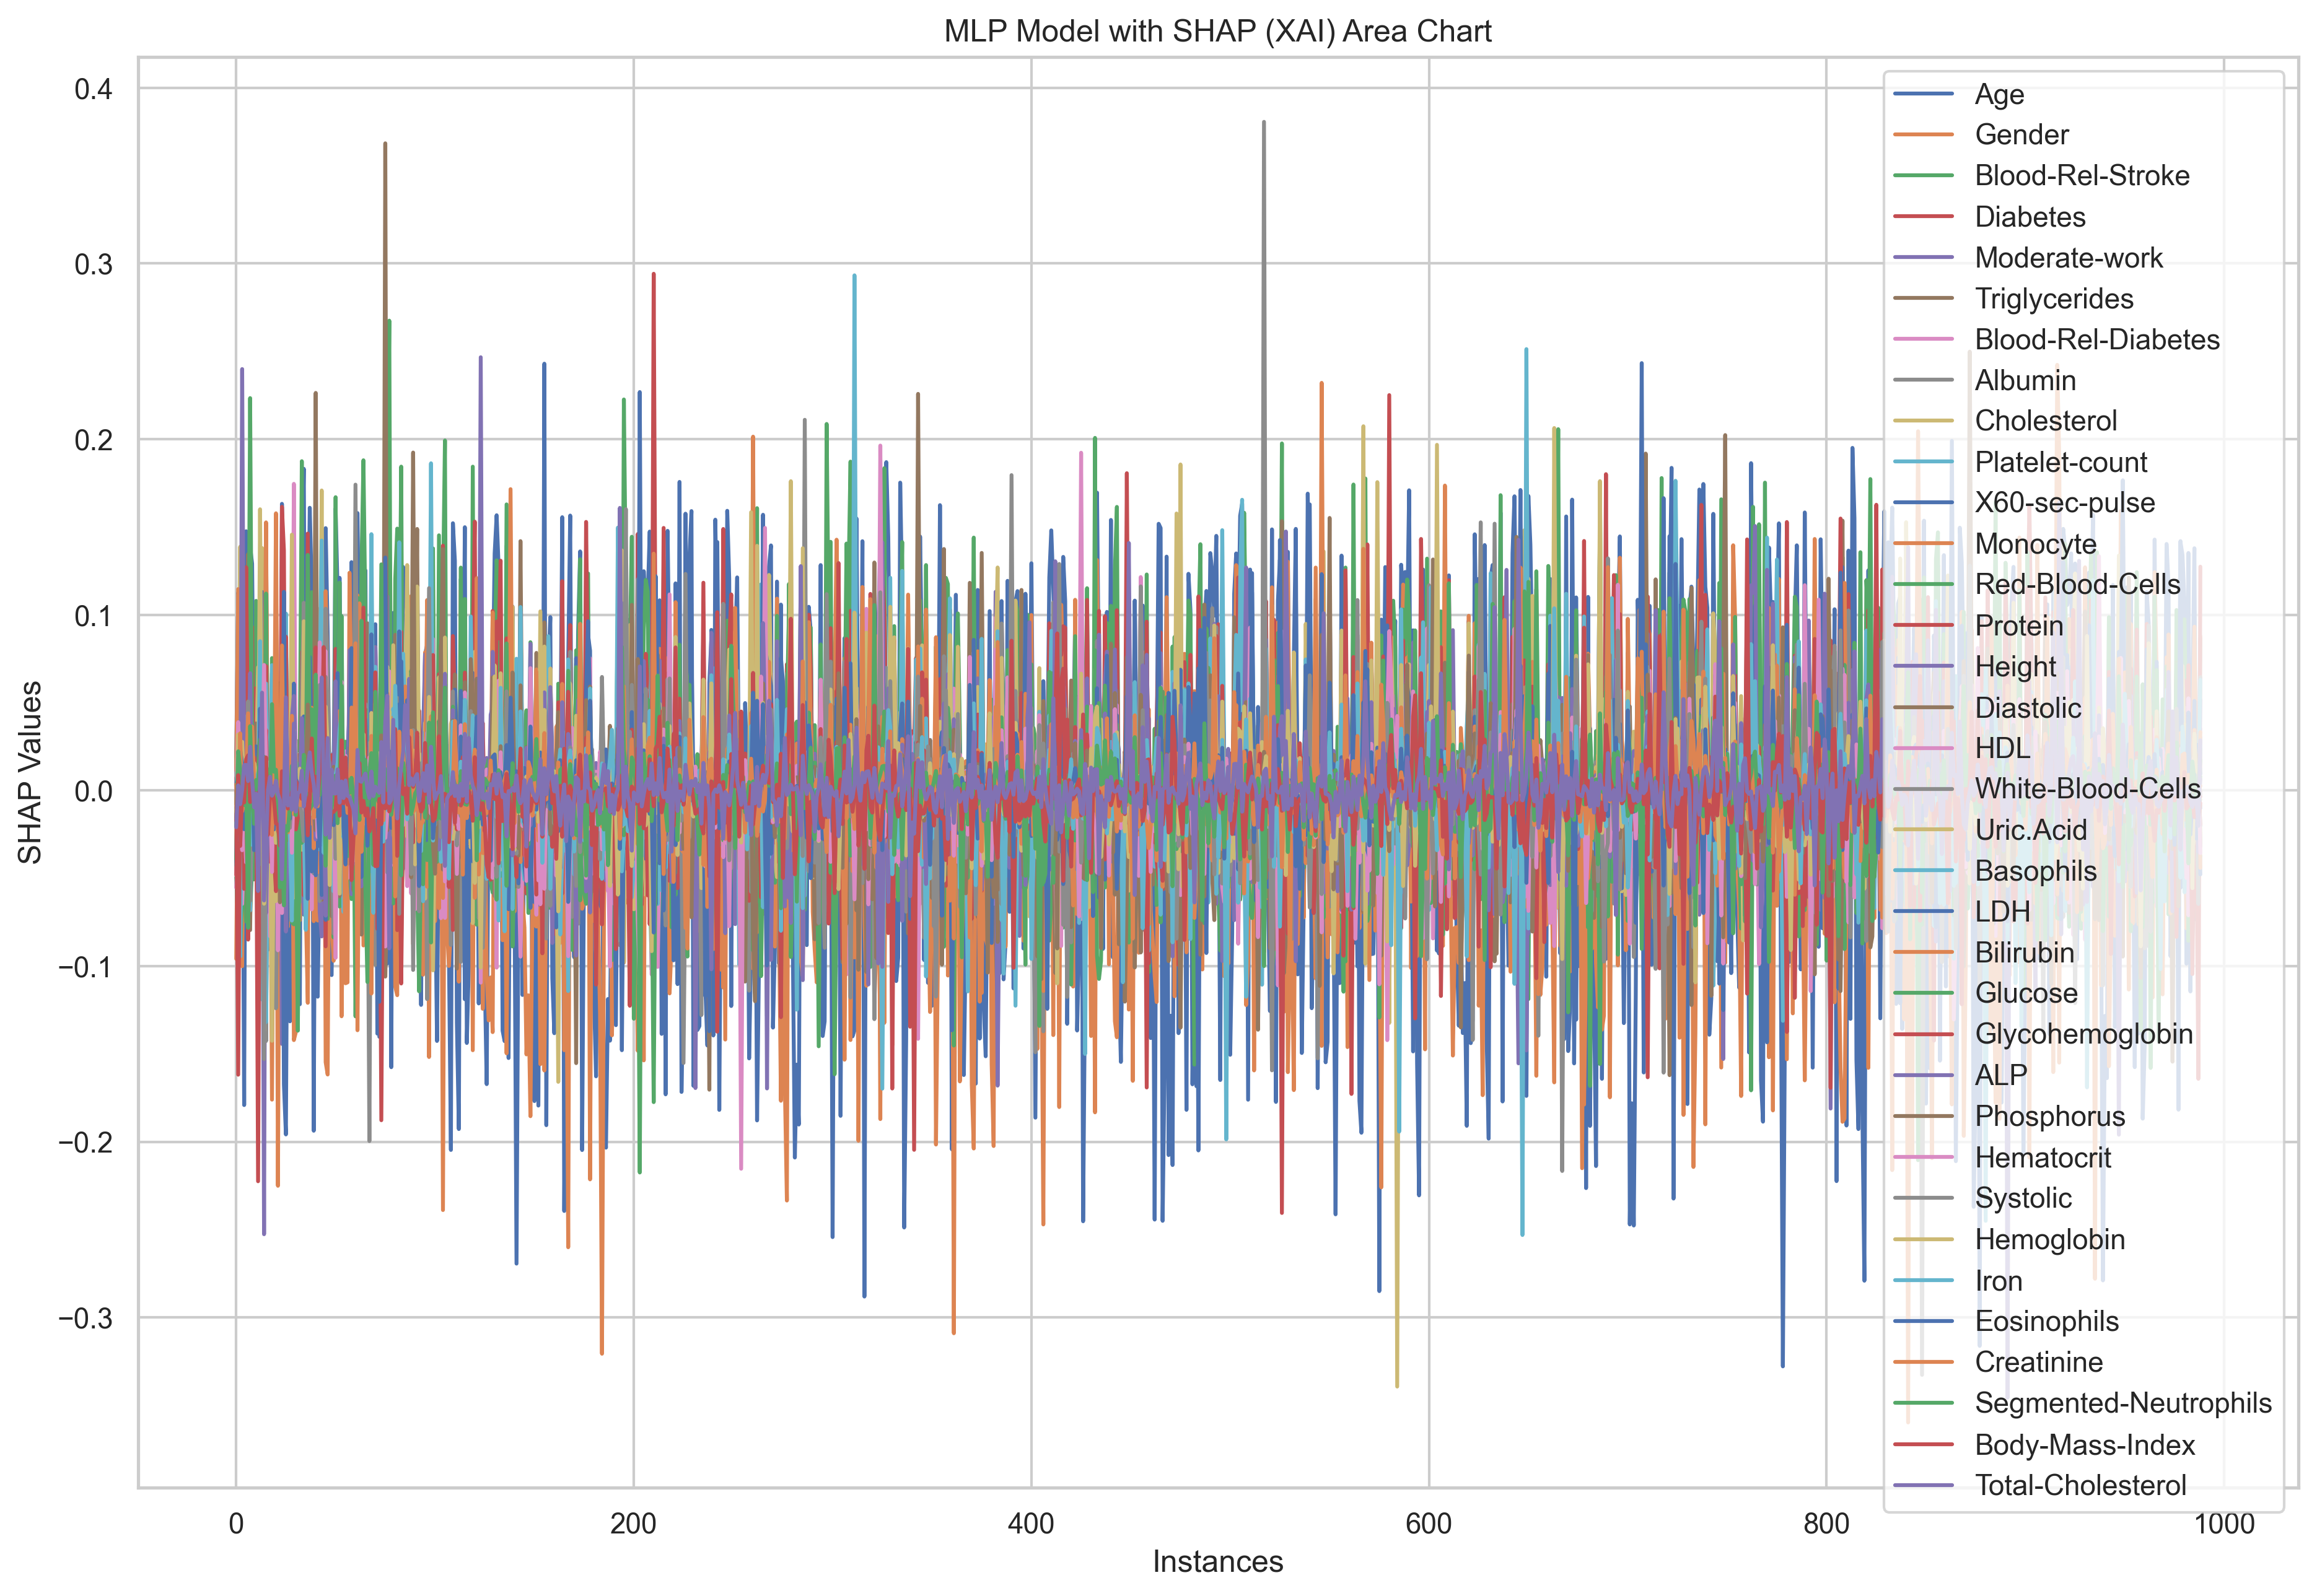 MLP Model with SHAP (XAI) Area Chart
0.4
0.3
0.2
0.1
0.0
−0.1
−0.2
−0.3
SHAP Values
0
200
400
600
800
1000
Instances
Age
Gender
Blood-Rel-Stroke
Diabetes
Moderate-work
Triglycerides
Blood-Rel-Diabetes
Albumin
Cholesterol
Platelet-count
X60-sec-pulse
Monocyte
Red-Blood-Cells
Protein
Height
Diastolic
HDL
White-Blood-Cells
Uric.Acid
Basophils
LDH
Bilirubin
Glucose
Glycohemoglobin
ALP
Phosphorus
Hematocrit
Systolic
Hemoglobin
Iron
Eosinophils
Creatinine
Segmented-Neutrophils
Body-Mass-Index
Total-Cholesterol